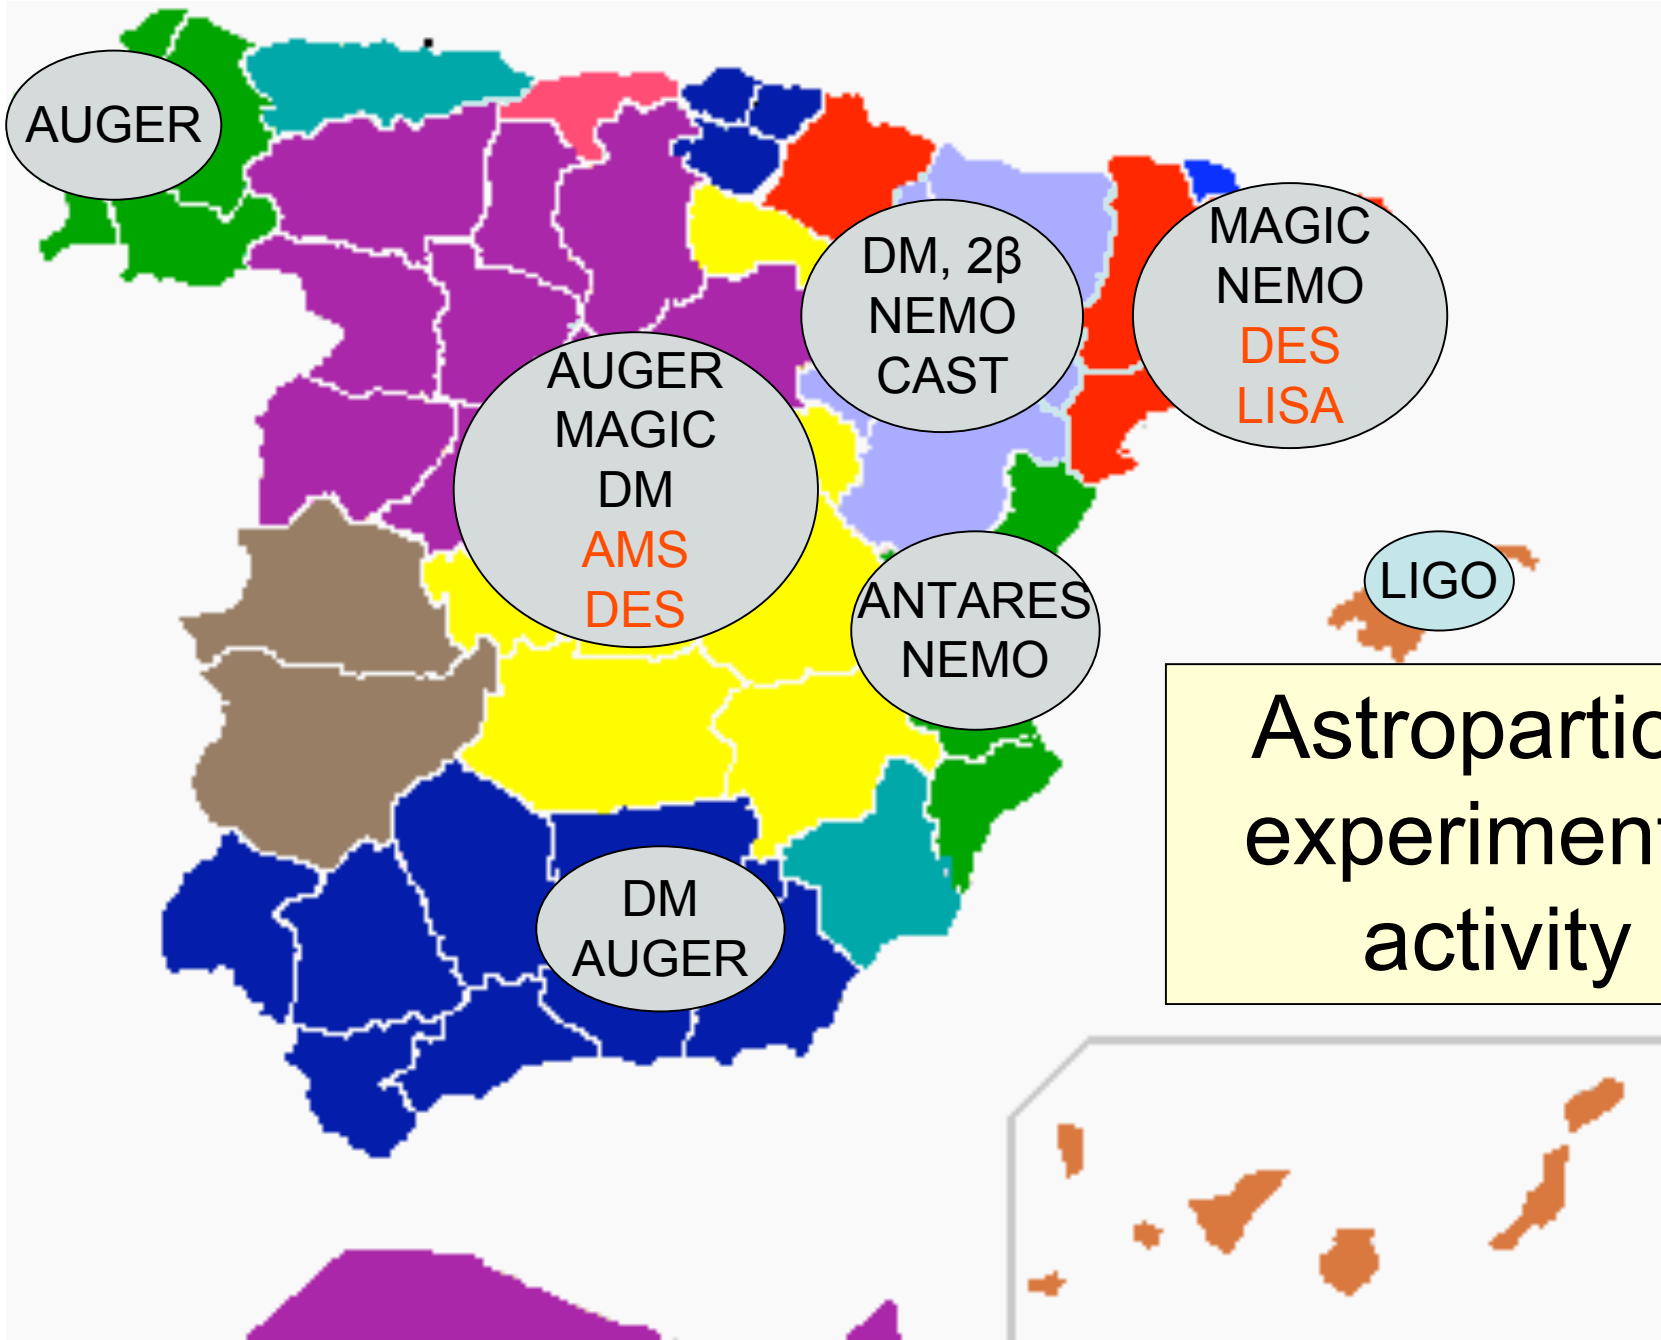 AUGER
DM, 2β
NEMO
CAST
MAGIC
NEMO
DES
LISA
AUGER
MAGIC
DM
AMS
DES
ANTARES
NEMO
LIGO
Astropartic
experiment
activity
DM
AUGER